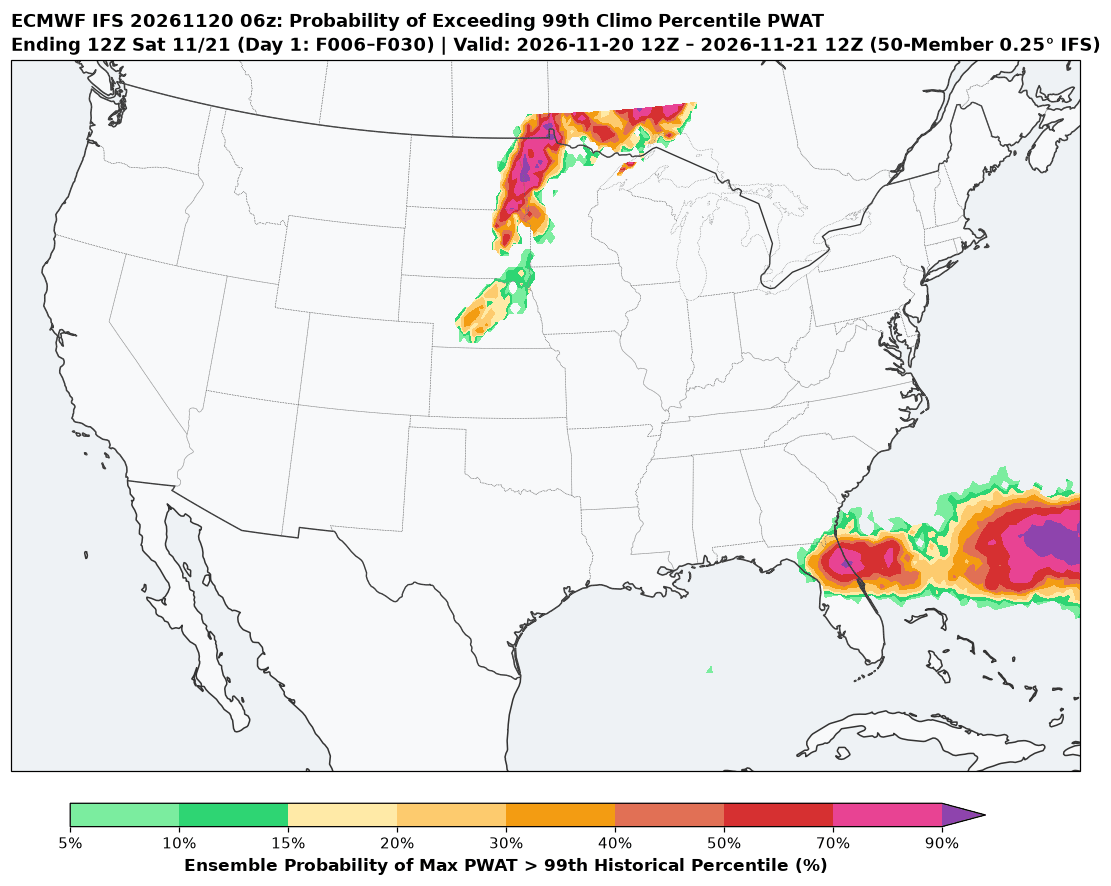 ECMWF IFS 20261120 06z: Probability of Exceeding 99th Climo Percentile PWAT
Ending 12Z Sat 11/21 (Day 1: F006–F030) | Valid: 2026-11-20 12Z – 2026-11-21 12Z (50-Member 0.25° IFS)
5% 10% 15% 20% 30% 40% 50% 70% 90%
Ensemble Probability of Max PWAT > 99th Historical Percentile (%)